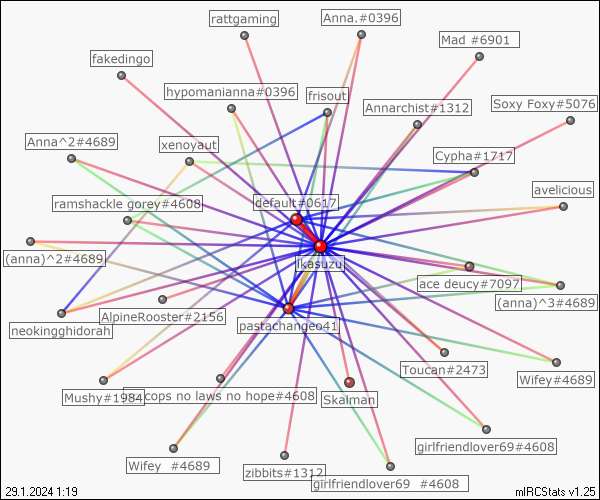 rattgaming
Anna.#0396
Mad #6901
fakedingo
hypomanianna#0396
frisout
Annarchist#1312
Soxy Foxy#5076
Anna^2#4689
xenoyaut
Cypha#1717
avelicious
ramshackle gorey#4608
default#0617
(anna)^2#4689
ikasuzu
ace deucy#7097
(anna)^3#4689
AlpineRooster#2156
neokingghidorah
pastachangeo41
Toucan#2473
Wifey#4689
Mushy#1984
cops no laws no hope#4608
Skalman
girlfriendlover69#4608
Wifey #4689
zibbits#1312
girlfriendlover69 #4608
29.1.2024 1:19
mIRCStats v1.25